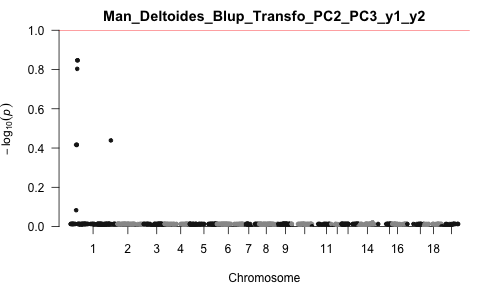 Man_Deltoides_Blup_Transfo_PC2_PC3_y1_y2
− log10(p)
1.0
0.8
0.6
0.4
0.2
0.0
1 2 3 4 5 6 7 8 9 11 14 16 18
Chromosome